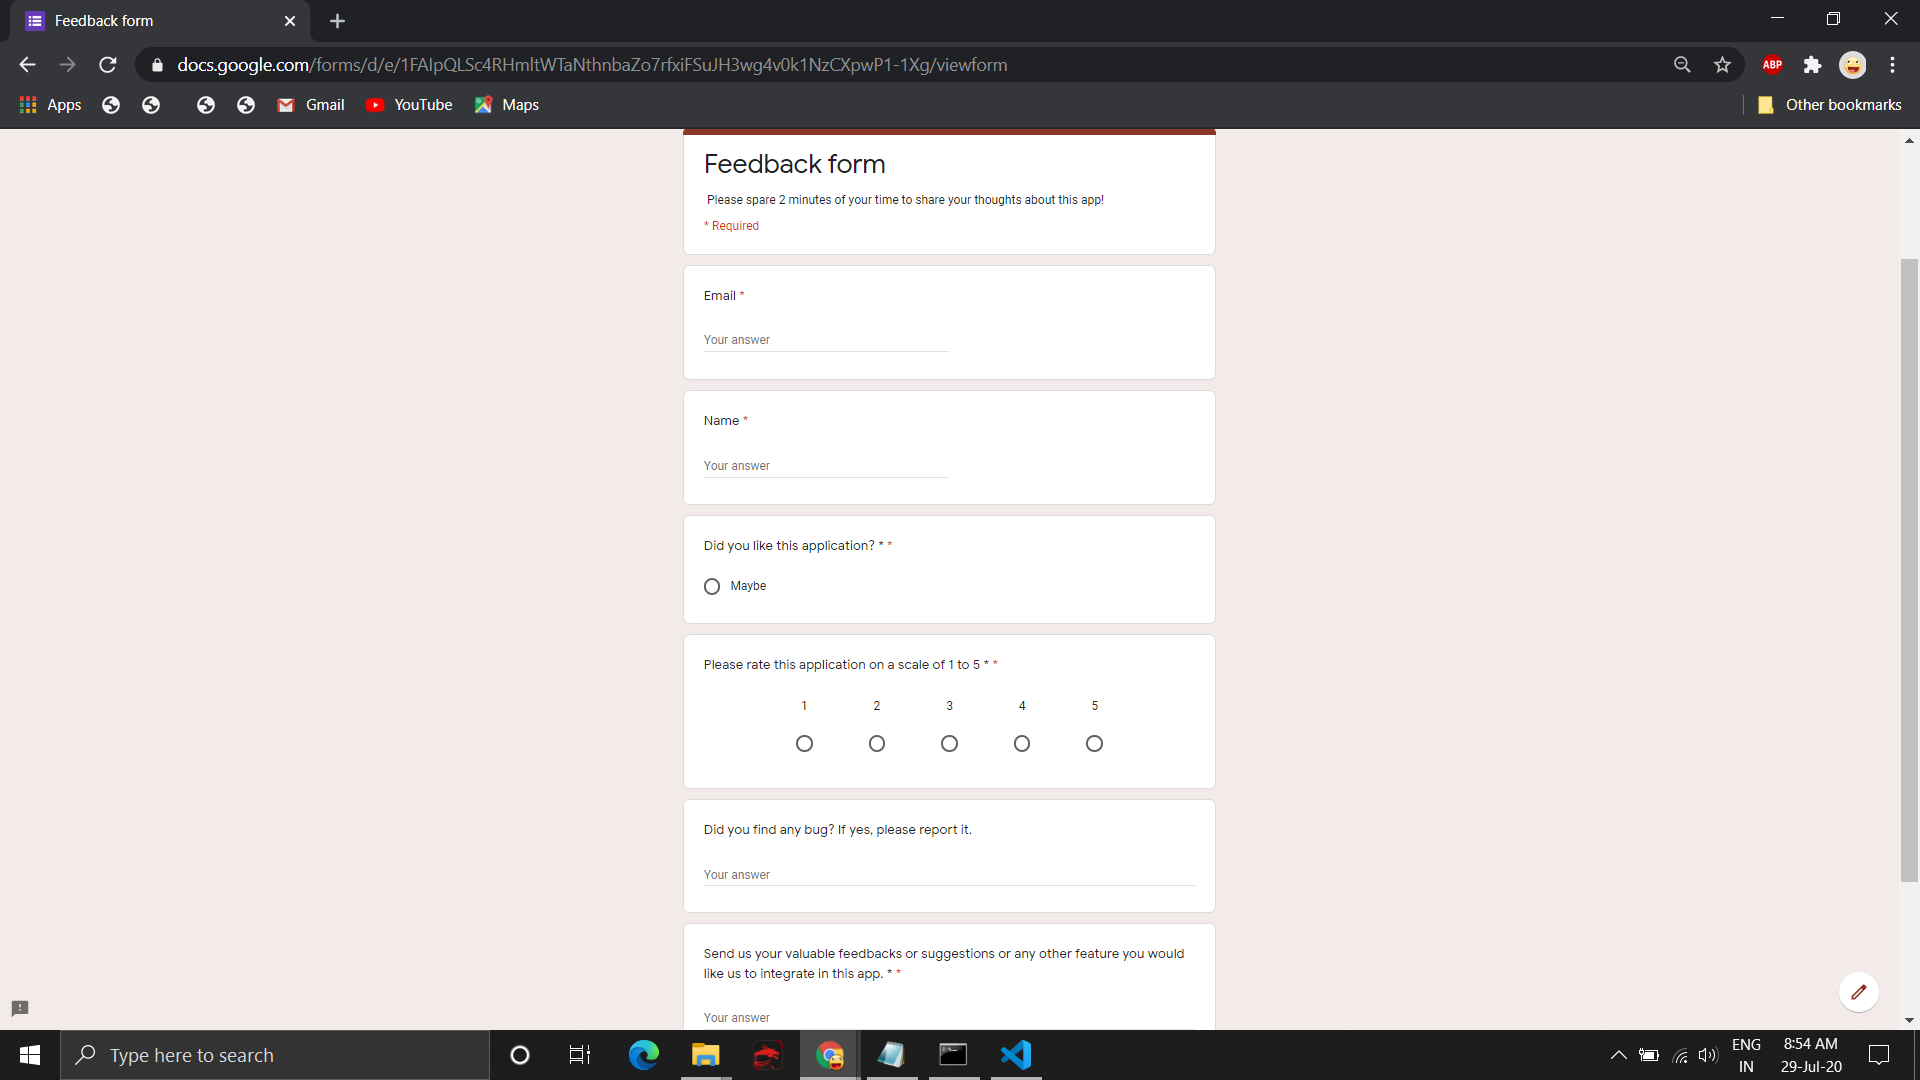 Feedback form
docs.google.com/forms/d/e/1FAIpQLSc4RHmltWTaNthnbaZo7rfxiFSuJH3wg4v0k1NzCXpwP1-1Xg/viewform
ABP
Apps
Gmail
YouTube
Maps
Other bookmarks
Feedback form
Please spare 2 minutes of your time to share your thoughts about this app!
* Required
Email *
Your answer
Name *
Your answer
Did you like this application? * *
Maybe
Please rate this application on a scale of 1 to 5 * *
1 2 3 4 5
Did you find any bug? If yes, please report it.
Your answer
Send us your valuable feedbacks or suggestions or any other feature you would
like us to integrate in this app. * *
Your answer
Type here to search
ENG
IN
8:54 AM
29-Jul-20